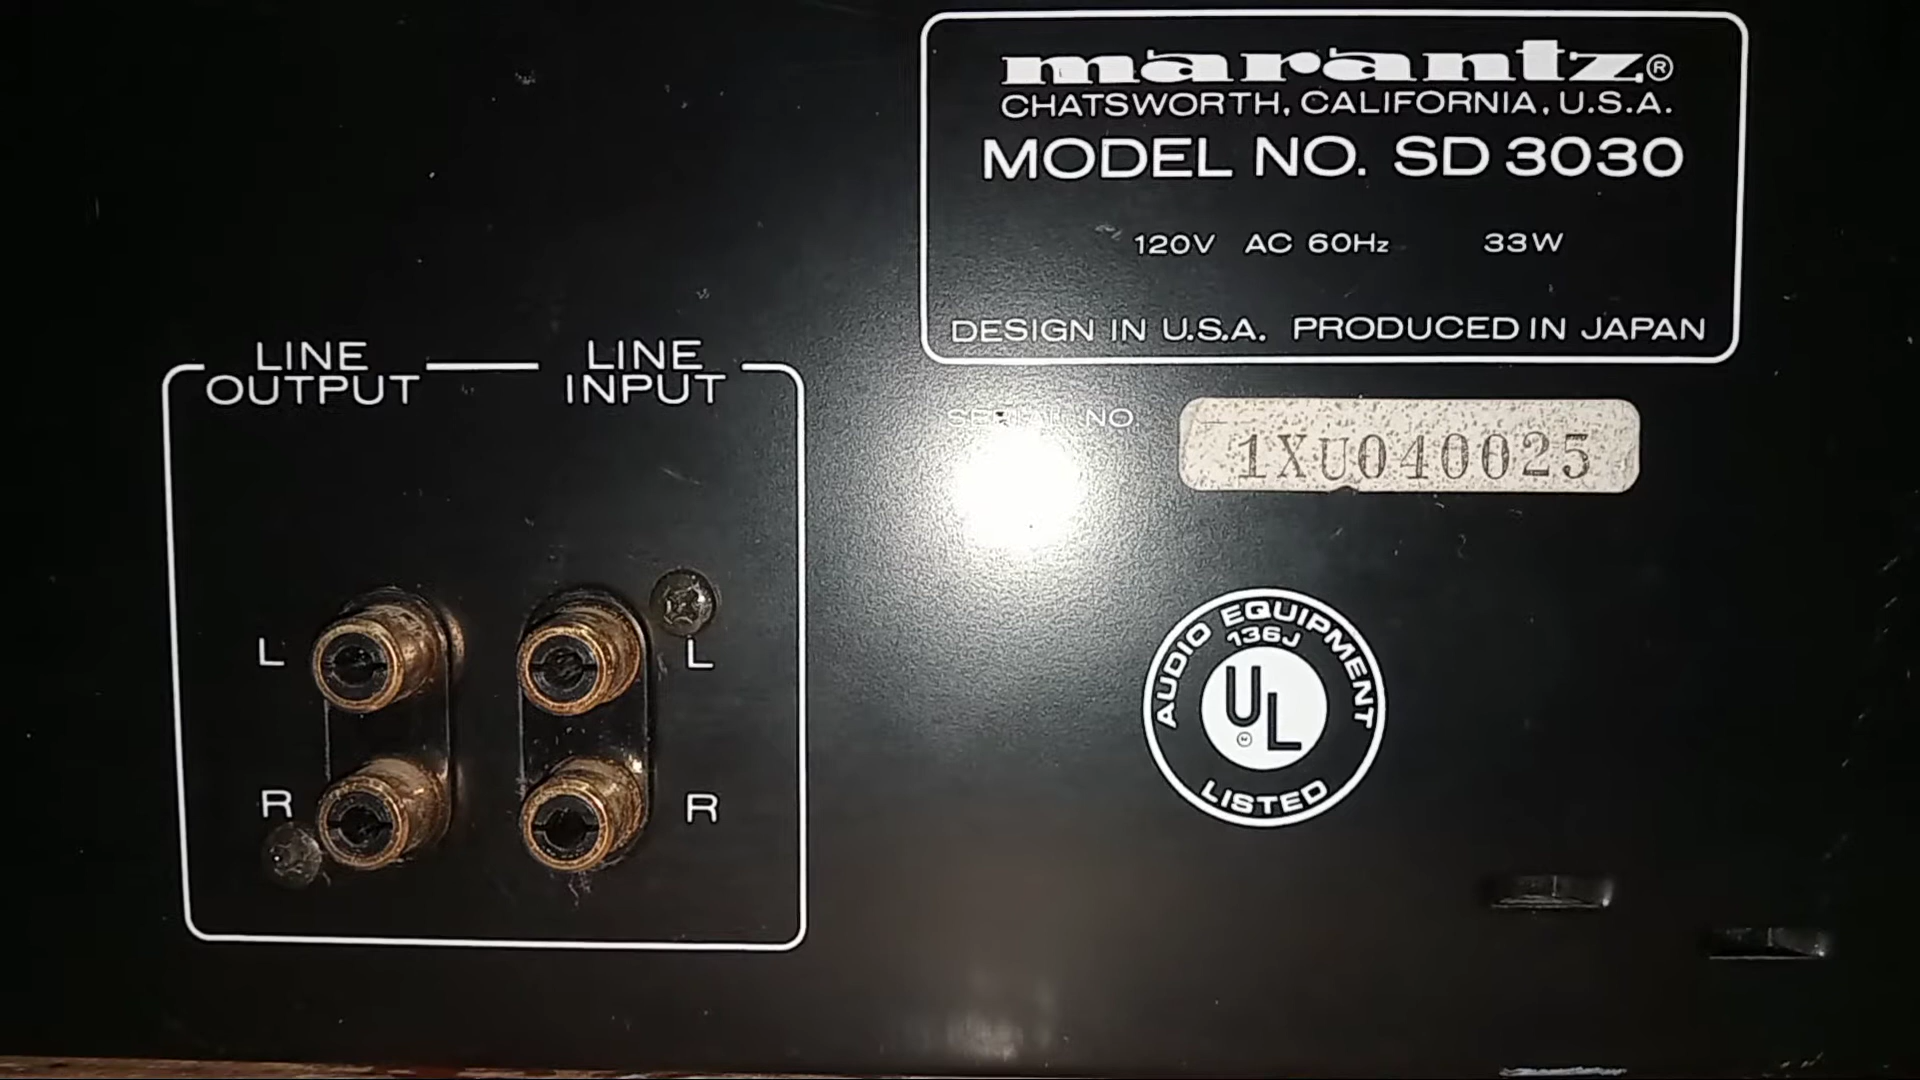 marantz®
CHATSWORTH, CALIFORNIA, U.S.A.
MODEL NO. SD 3030
120V AC 60Hz 33W
DESIGN IN U.S.A. PRODUCED IN JAPAN
SERIAL NO.
1XU040025
LINE OUTPUT
LINE INPUT
L
L
R
R
AUDIO EQUIPMENT
136J
UL
LISTED